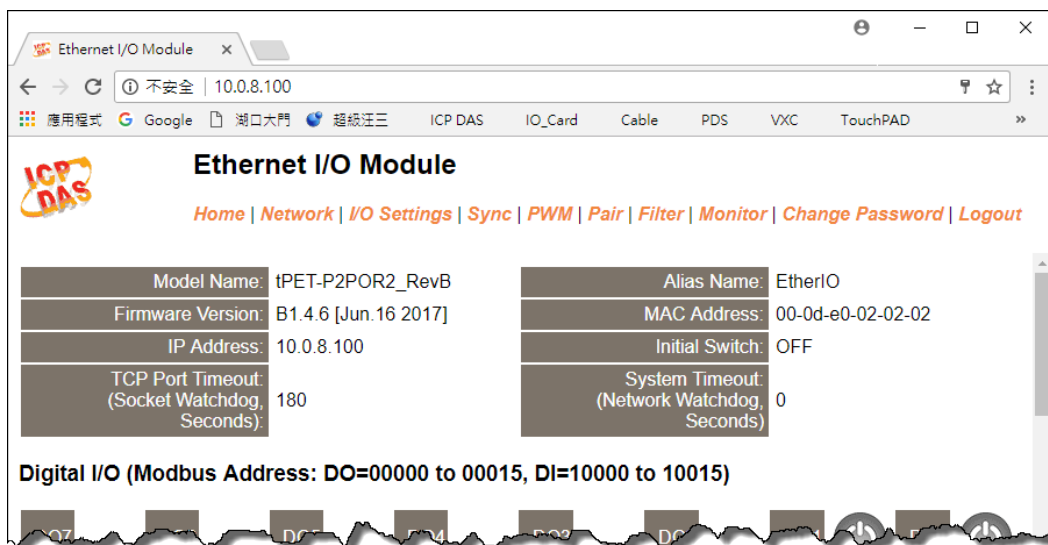 Ethernet I/O Module
不安全 | 10.0.8.100
應用程式 Google 湖口大門 超級汪三 ICP DAS IO_Card Cable PDS VXC TouchPAD »
ICP DAS
Ethernet I/O Module
Home | Network | I/O Settings | Sync | PWM | Pair | Filter | Monitor | Change Password | Logout
Model Name: tPET-P2POR2_RevB Alias Name: EtherIO
Firmware Version: B1.4.6 [Jun.16 2017] MAC Address: 00-0d-e0-02-02-02
IP Address: 10.0.8.100 Initial Switch: OFF
TCP Port Timeout:
(Socket Watchdog,
Seconds): 180
System Timeout:
(Network Watchdog,
Seconds) 0
Digital I/O (Modbus Address: DO=00000 to 00015, DI=10000 to 10015)